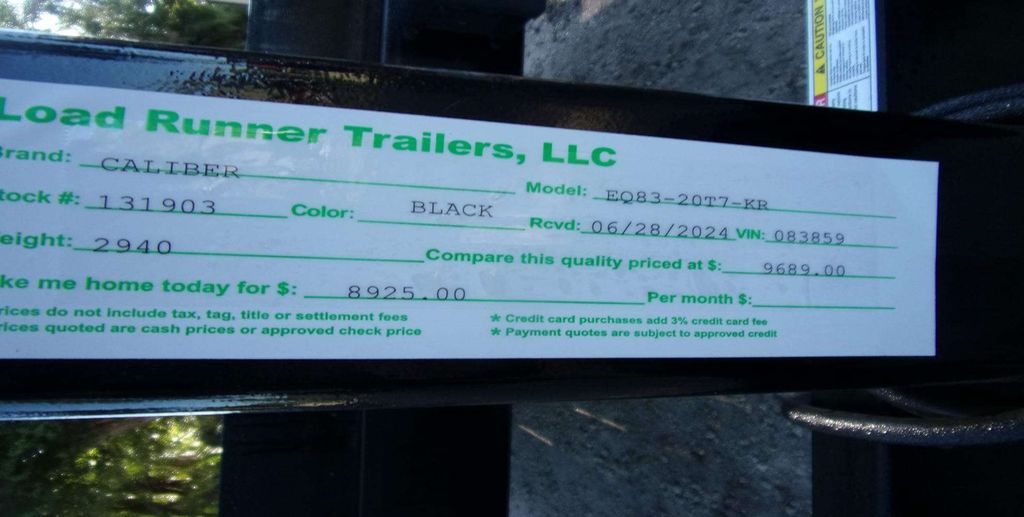 Load Runner Trailers, LLC
Brand: CALIBER Model: EQ83-20T7-KR
tock #: 131903 Color: BLACK Rcvd: 06/28/2024 VIN: 083859
eight: 2940 Compare this quality priced at $: 9689.00
ke me home today for $: 8925.00 Per month $:
rices do not include tax, tag, title or settlement fees * Credit card purchases add 3% credit card fee
rices quoted are cash prices or approved check price * Payment quotes are subject to approved credit
CAUTION